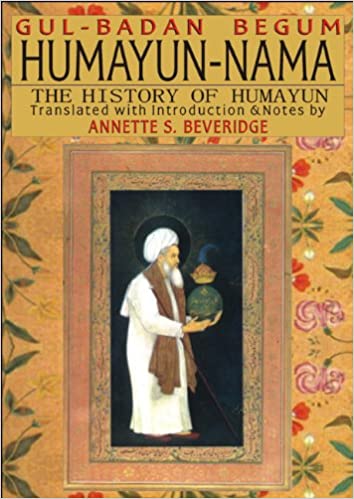 GUL-BADAN BEGUM
HUMAYUN-NAMA
THE HISTORY OF HUMAYUN
Translated with Introduction &Notes by
ANNETTE S. BEVERIDGE